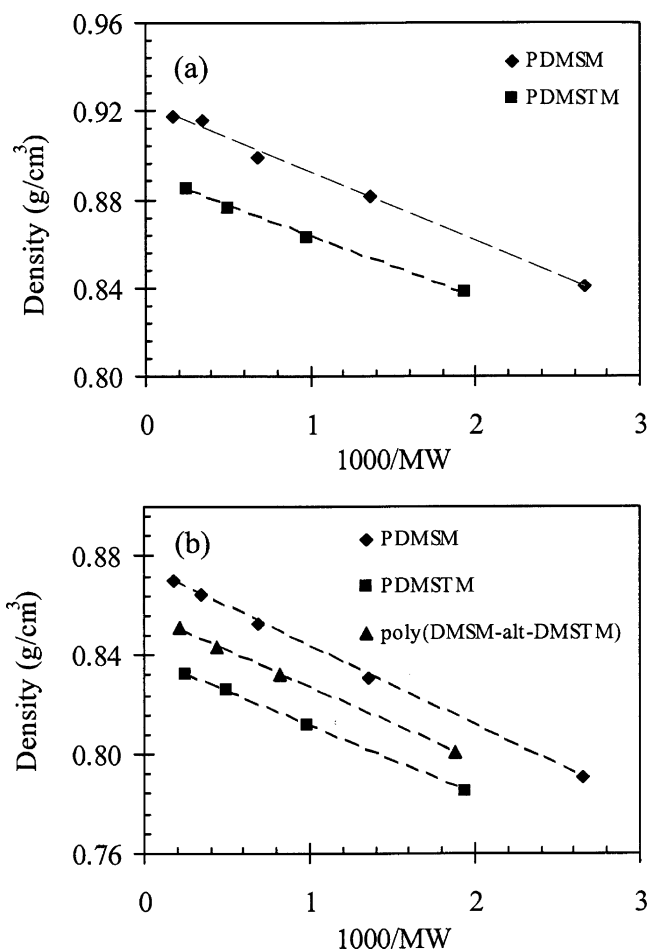 0.96
(a)
PDMSM
PDMSTM
0.92
0.88
0.84
0.80
Density (g/cm³)
0 1 2 3
1000/MW
(b)
PDMSM
PDMSTM
poly(DMSM-alt-DMSTM)
0.88
0.84
0.80
0.76
Density (g/cm³)
0 1 2 3
1000/MW